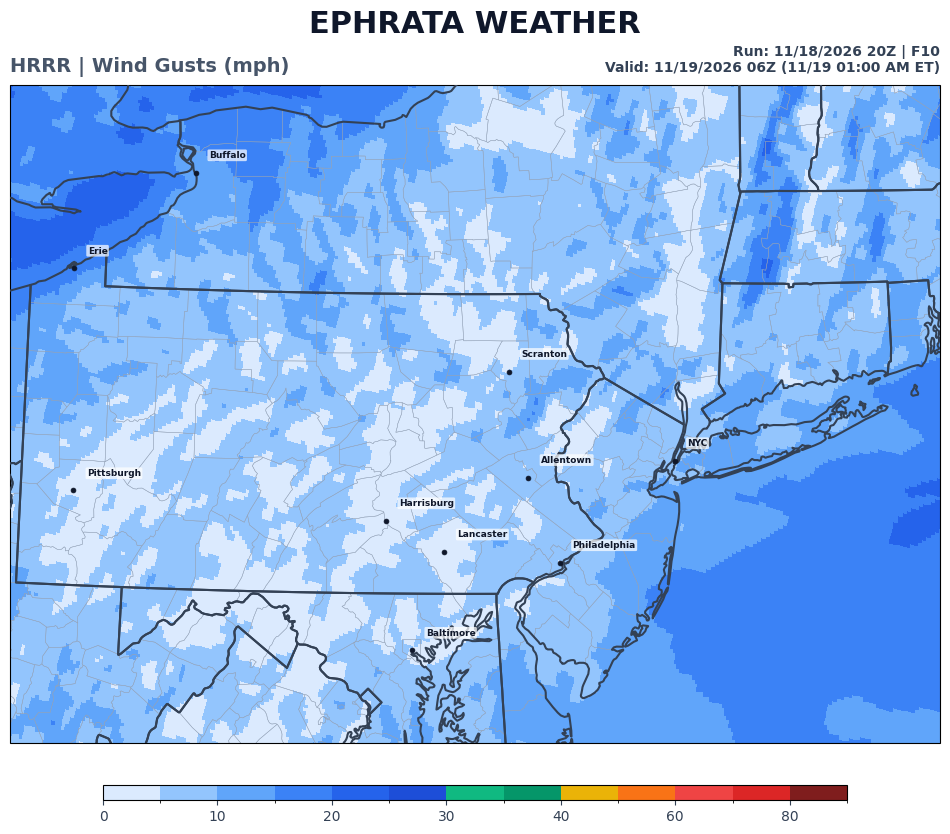 EPHRATA WEATHER
HRRR | Wind Gusts (mph)
Run: 11/18/2026 20Z | F10
Valid: 11/19/2026 06Z (11/19 01:00 AM ET)
Buffalo
Erie
Scranton
NYC
Allentown
Pittsburgh
Harrisburg
Lancaster
Philadelphia
Baltimore
0 10 20 30 40 50 60 70 80